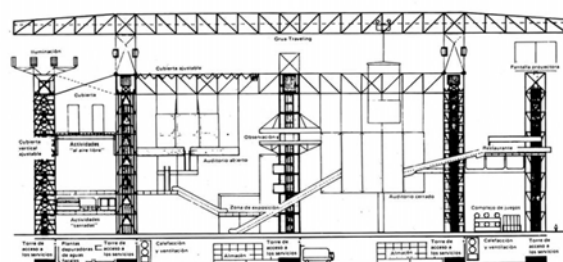 Grua Traveling
Iluminación
Cubierta ajustable
Pantalla proyectora
Cubierta
Cubierta
vertical
ajustable
Actividades
"al aire libre"
Observación
Auditorio abierto
Restaurante
Zona de exposición
Auditorio cerrado
Actividades
"cerradas"
Complejo de juegos
Torre de
acceso a
los servicios
Plantas
depuradoras
de aguas
fecales
Torre de
acceso a
los servicios
Calefacción
y ventilación
Almacén
Torre de
acceso a
los servicios
Almacén
Torre de
acceso a
los servicios
Calefacción
y ventilación
Torre de
acceso a
los servicios